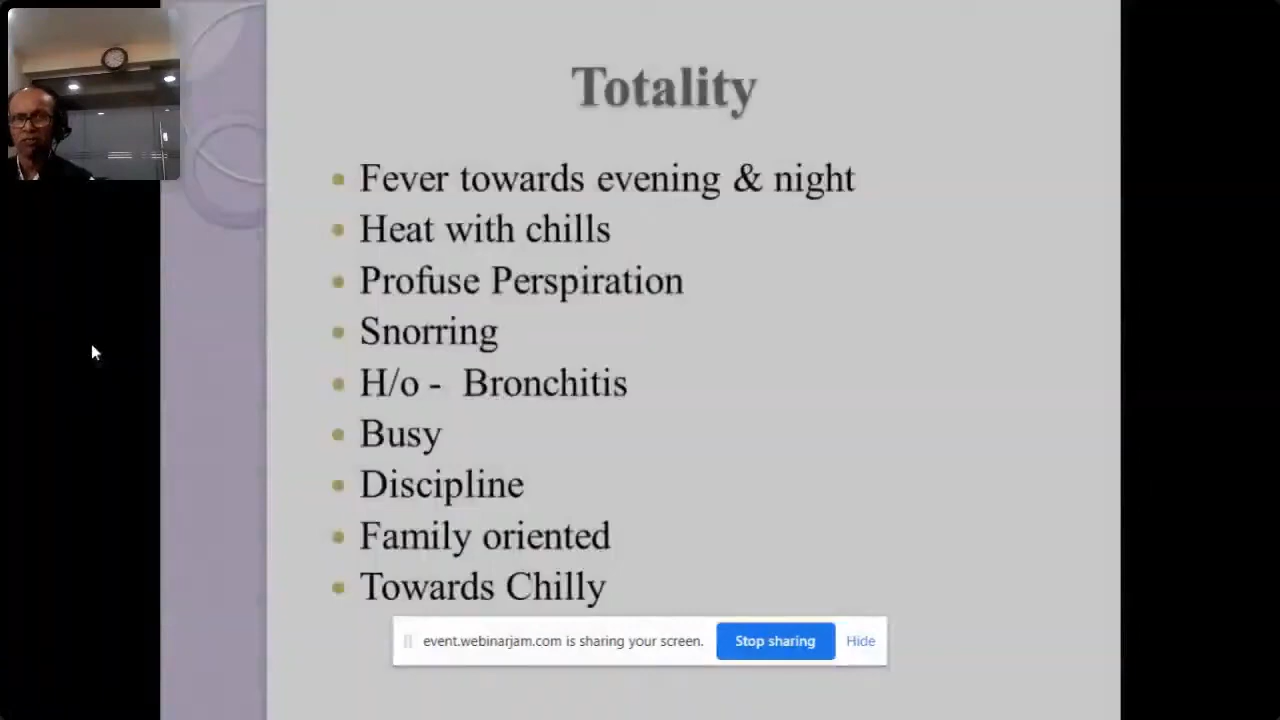 Totality
Fever towards evening & night
Heat with chills
Profuse Perspiration
Snorring
H/o - Bronchitis
Busy
Discipline
Family oriented
Towards Chilly
event.webinarjam.com is sharing your screen. Stop sharing Hide